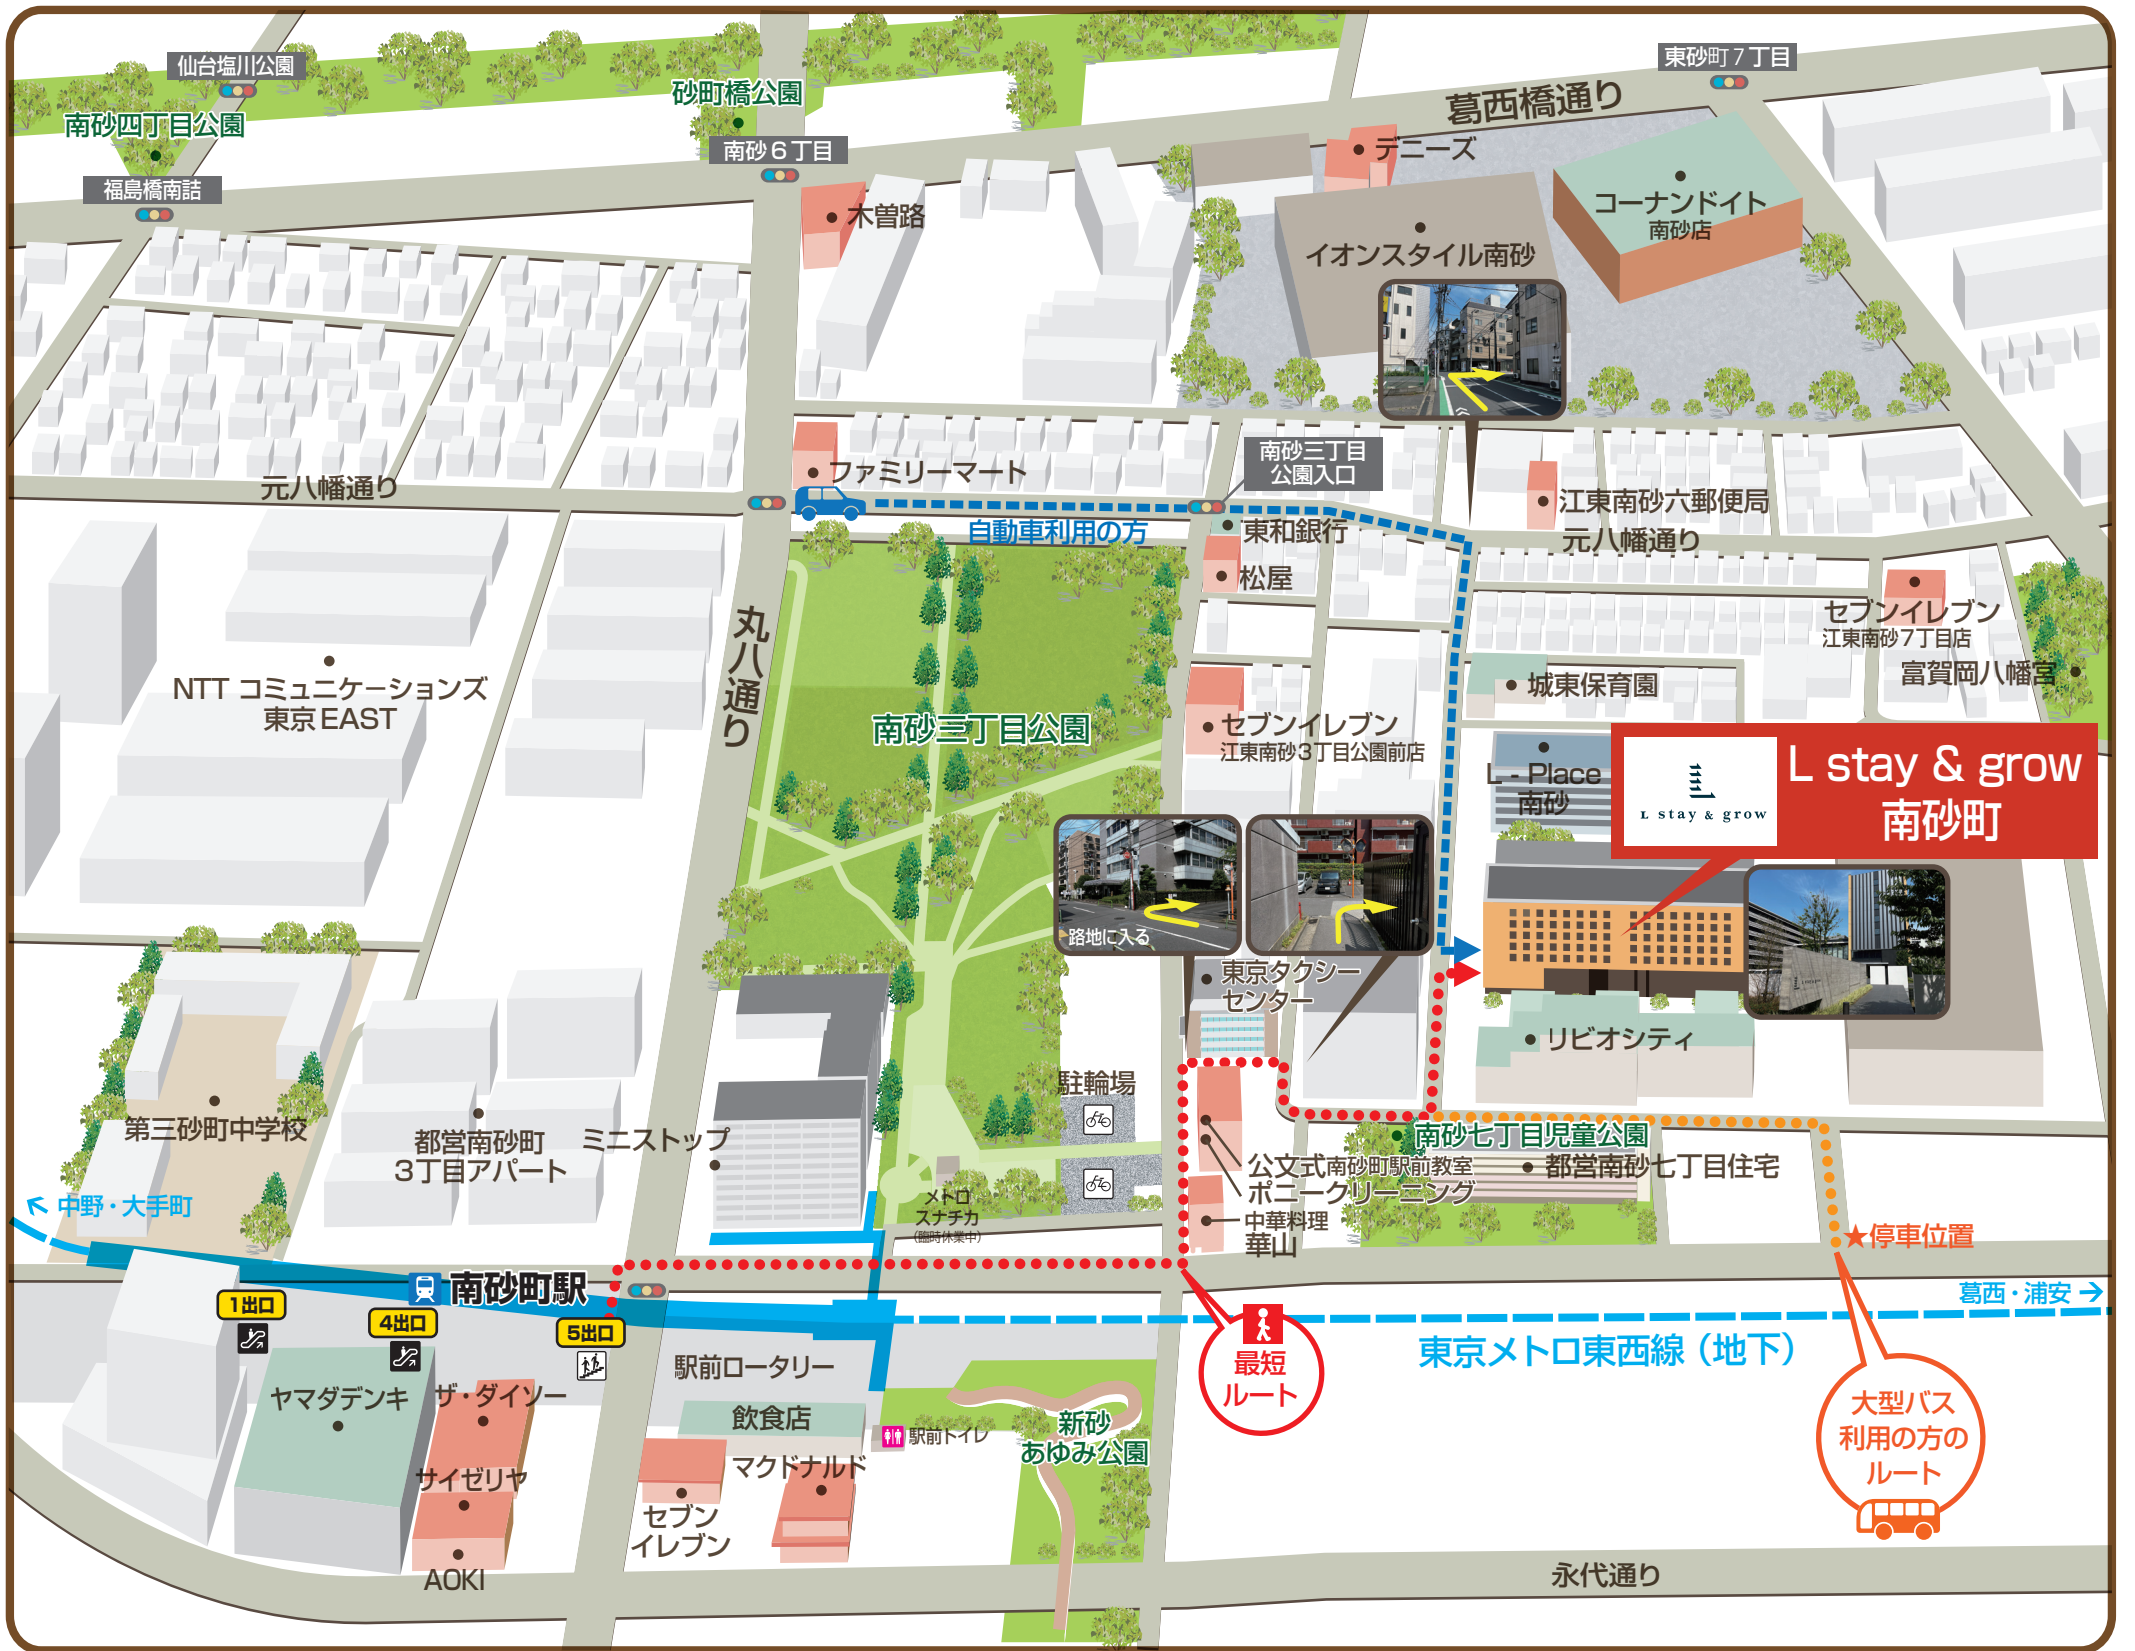 仙台塩川公園
南砂四丁目公園
福島橋南詰
砂町橋公園
南砂6丁目
木曽路
東砂町7丁目
葛西橋通り
デニーズ
コーナンドイト
南砂店
イオンスタイル南砂
元八幡通り
ファミリーマート
自動車利用の方
南砂三丁目
公園入口
東和銀行
松屋
江東南砂六郵便局
元八幡通り
セブンイレブン
江東南砂7丁目店
富賀岡八幡宮
NTT コミュニケーションズ
東京EAST
丸八通り
南砂三丁目公園
セブンイレブン
江東南砂3丁目公園前店
城東保育園
L - Place
南砂
L stay & grow
L stay & grow
南砂町
路地に入る
東京タクシー
センター
リビオシティ
第三砂町中学校
都営南砂町
3丁目アパート
ミニストップ
駐輪場
メトロ
スナチカ
(臨時休業中)
公文式南砂町駅前教室
ポニークリーニング
中華料理
華山
南砂七丁目児童公園
都営南砂七丁目住宅
★停車位置
中野・大手町
南砂町駅
1出口
4出口
5出口
葛西・浦安
東京メトロ東西線（地下）
最短
ルート
大型バス
利用の方の
ルート
ヤマダデンキ
ザ・ダイソー
サイゼリヤ
AOKI
駅前ロータリー
飲食店
駅前トイレ
マクドナルド
セブン
イレブン
新砂
あゆみ公園
永代通り